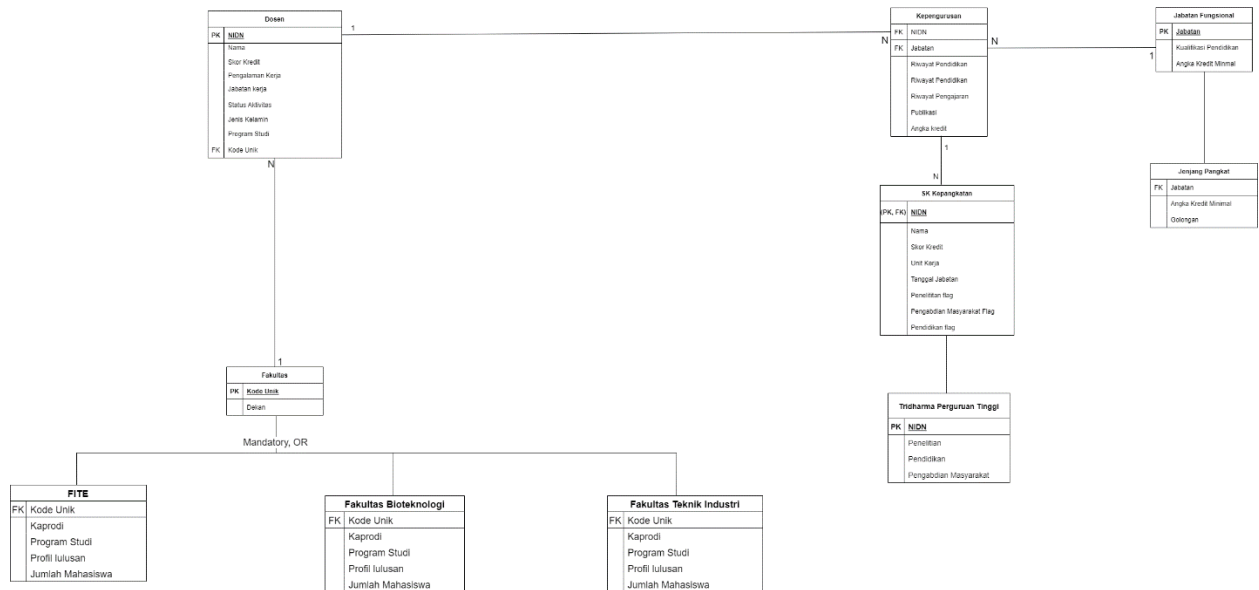 Dosen
PK NIDN
Nama
Skor Kredit
Pengalaman Kerja
Jabatan kerja
Status Aktivitas
Jenis Kelamin
Program Studi
FK Kode Unik
1
N
Kepengurusan
FK NIDN
FK Jabatan
Riwayat Pendidikan
Riwayat Pendidikan
Riwayat Pengajaran
Publikasi
Angka kredit
N
1
Jabatan Fungsional
PK Jabatan
Kualifikasi Pendidikan
Angka Kredit Minmal
Jenjang Pangkat
FK Jabatan
Angka Kredit Minimal
Golongan
1
N
SK Kepangkatan
(PK, FK) NIDN
Nama
Skor Kredit
Unit Kerja
Tanggal Jabatan
Penelititan flag
Pengabdian Masyarakat Flag
Pendidikan flag
Tridharma Perguruan Tinggi
PK NIDN
Penelitian
Pendidikan
Pengabdian Masyarakat
N
1
Fakultas
PK Kode Unik
Dekan
Mandatory, OR
FITE
FK Kode Unik
Kaprodi
Program Studi
Profil lulusan
Jumlah Mahasiswa
Fakultas Bioteknologi
FK Kode Unik
Kaprodi
Program Studi
Profil lulusan
Jumlah Mahasiswa
Fakultas Teknik Industri
FK Kode Unik
Kaprodi
Program Studi
Profil lulusan
Jumlah Mahasiswa